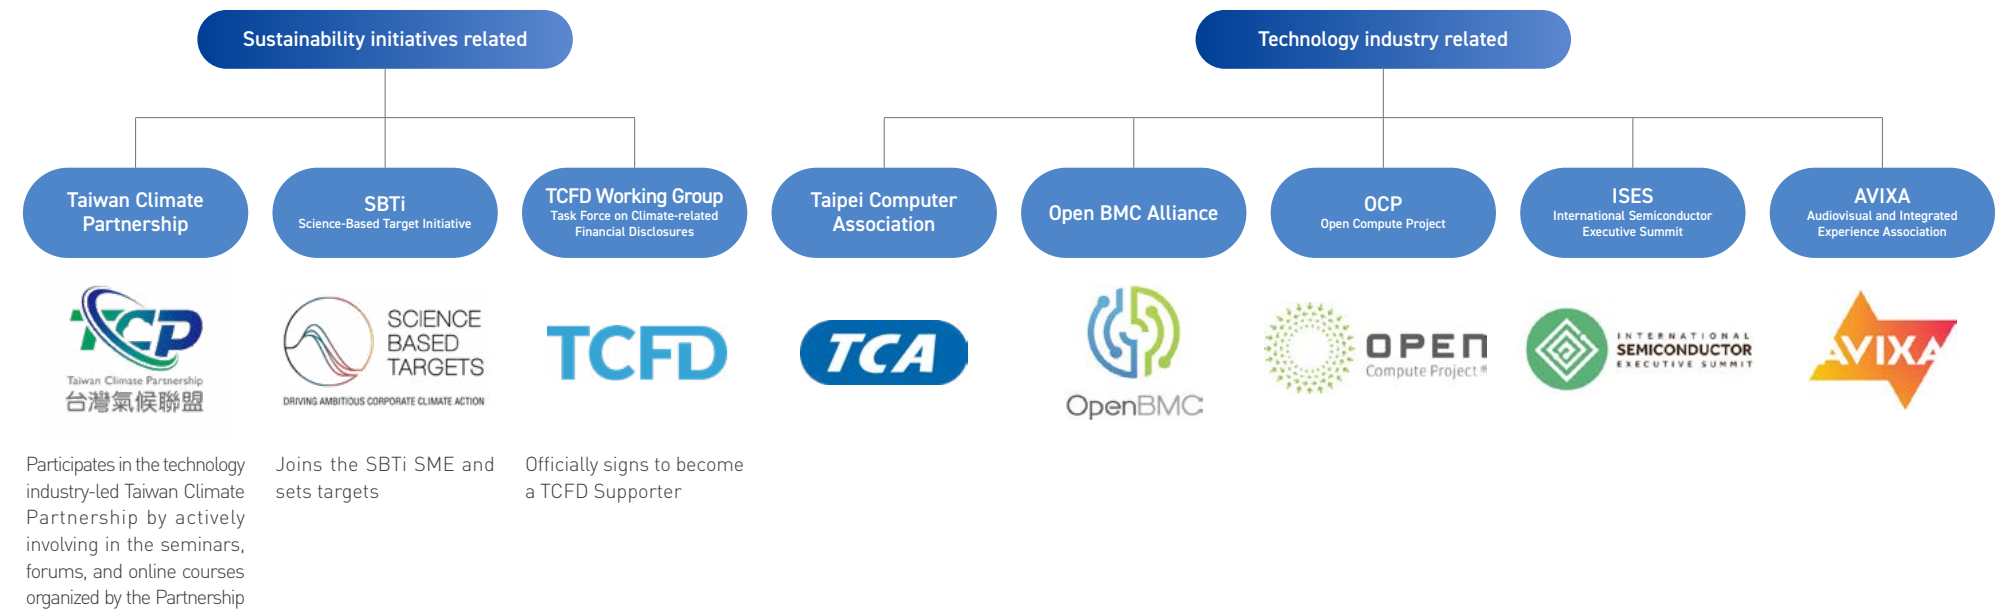 Sustainability initiatives related
Technology industry related
Taiwan Climate
Partnership
SBTi
Science-Based Target Initiative
TCFD Working Group
Task Force on Climate-related
Financial Disclosures
Taipei Computer
Association
Open BMC Alliance
OCP
Open Compute Project
ISES
International Semiconductor
Executive Summit
AVIXA
Audiovisual and Integrated
Experience Association
TCP
Taiwan Climate Partnership
台灣氣候聯盟
SCIENCE
BASED
TARGETS
DRIVING AMBITIOUS CORPORATE CLIMATE ACTION
TCFD
TCA
OpenBMC
OPEN
Compute Project ®
INTERNATIONAL
SEMICONDUCTOR
EXECUTIVE SUMMIT
AVIXA
Participates in the technology
industry-led Taiwan Climate
Partnership by actively
involving in the seminars,
forums, and online courses
organized by the Partnership
Joins the SBTi SME and
sets targets
Officially signs to become
a TCFD Supporter